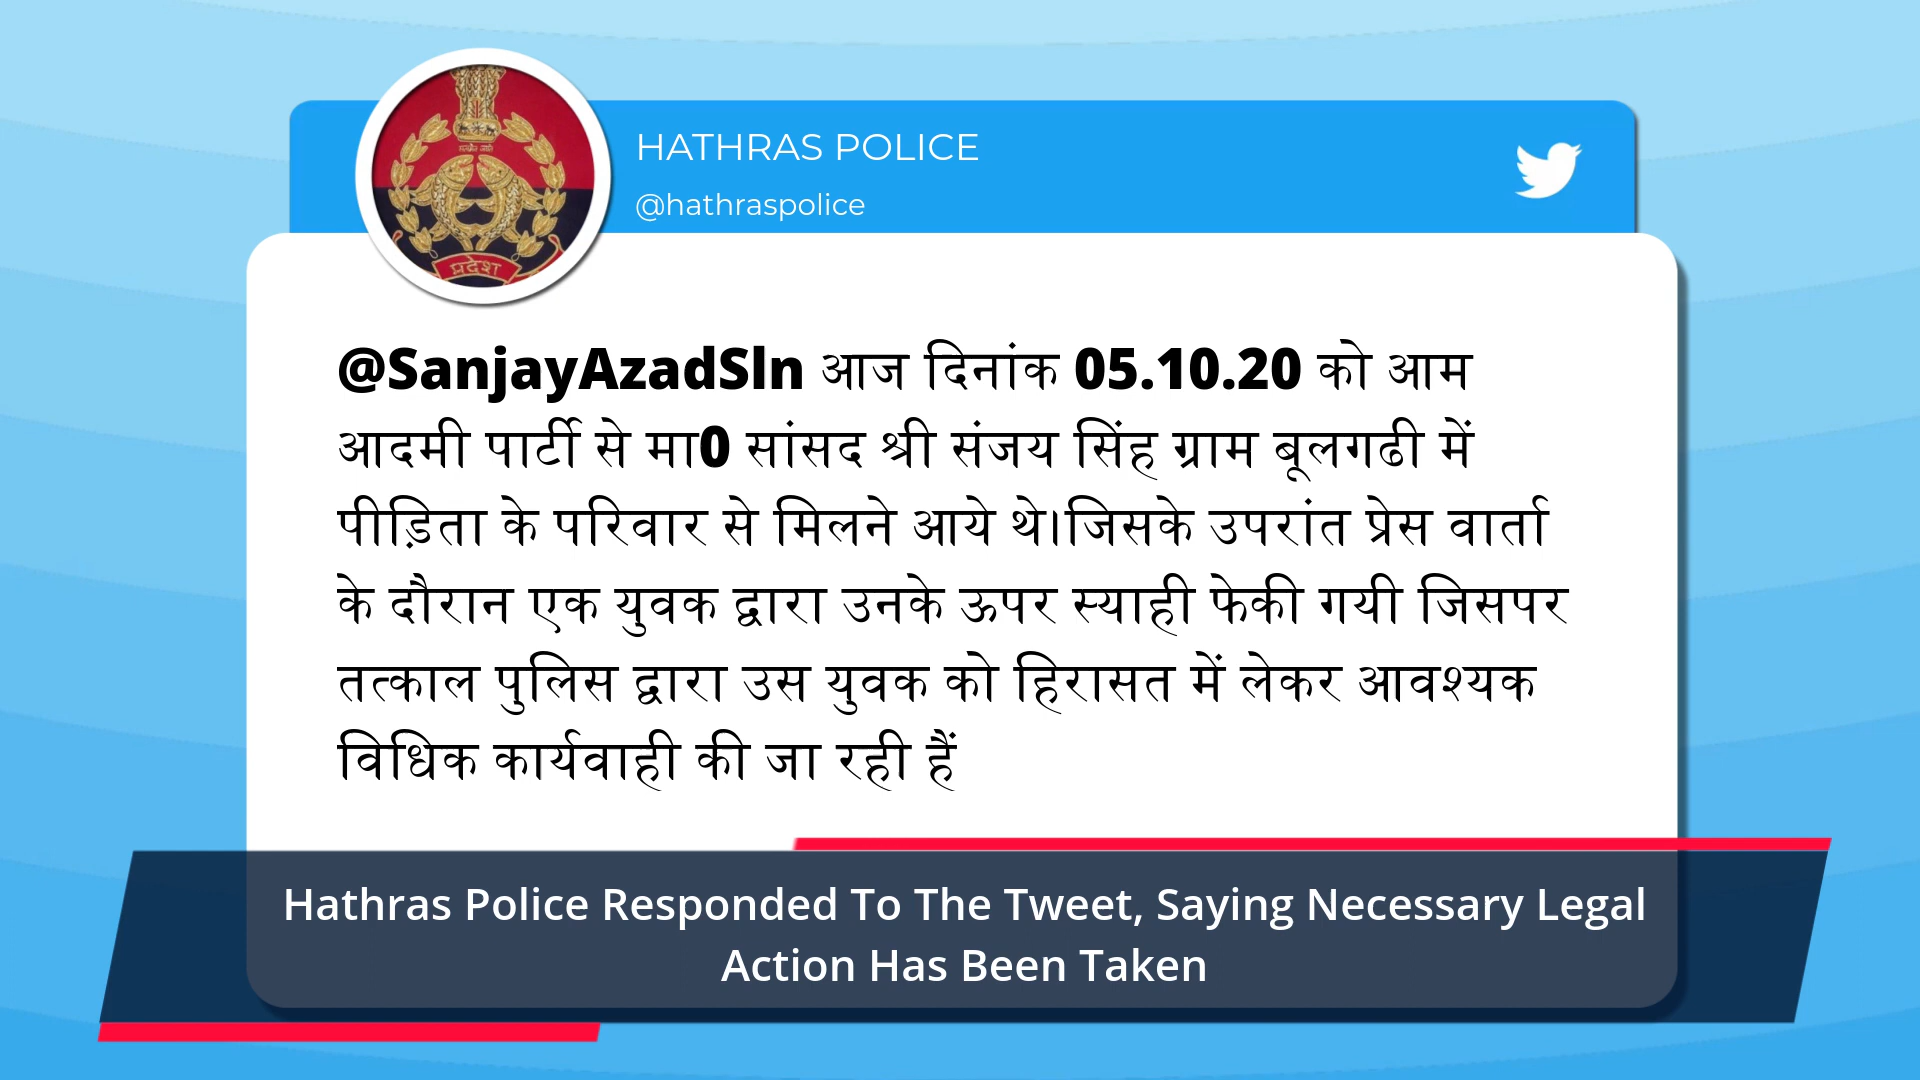 HATHRAS POLICE
@hathraspolice
प्रदेश
@SanjayAzadSln आज दिनांक 05.10.20 को आम
आदमी पार्टी से मा0 सांसद श्री संजय सिंह ग्राम बूलगढी में
पीड़िता के परिवार से मिलने आये थे।जिसके उपरांत प्रेस वार्ता
के दौरान एक युवक द्वारा उनके ऊपर स्याही फेकी गयी जिसपर
तत्काल पुलिस द्वारा उस युवक को हिरासत में लेकर आवश्यक
विधिक कार्यवाही की जा रही हैं
Hathras Police Responded To The Tweet, Saying Necessary Legal
Action Has Been Taken